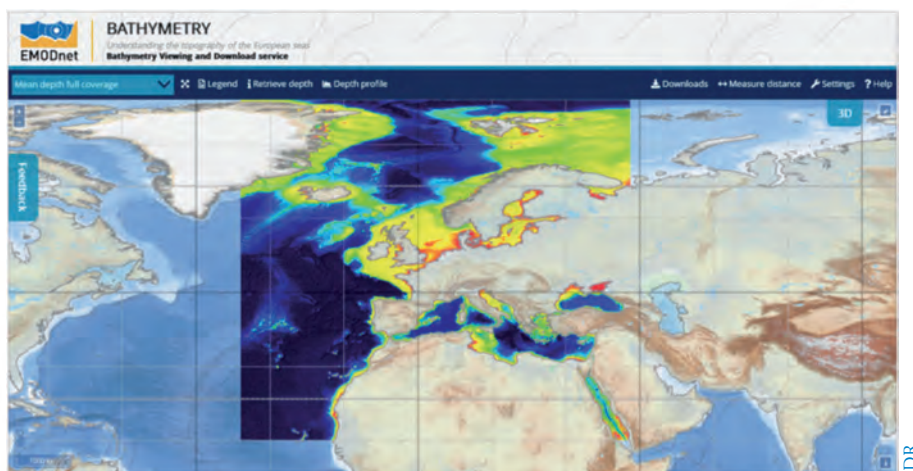 EMODnet
BATHYMETRY
Understanding the topography of the European seas
Bathymetry Viewing and Download service
Mean depth full coverage
Legend
Retrieve depth
Depth profile
Downloads
Measure distance
Settings
? Help
3D
Feedback
DR